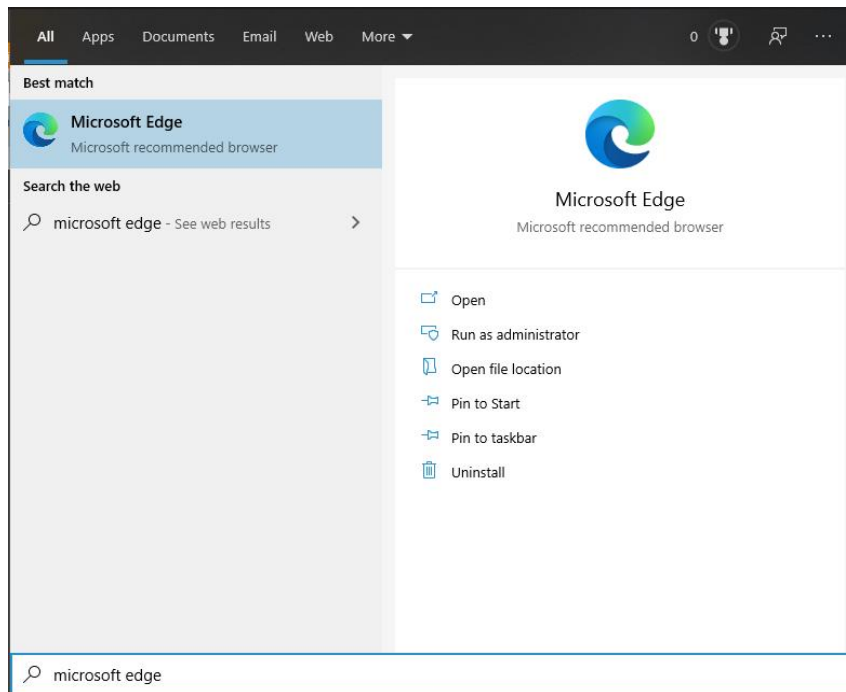 All Apps Documents Email Web More 0 ...
Best match
Microsoft Edge
Microsoft recommended browser
Search the web
microsoft edge - See web results
Microsoft Edge
Microsoft recommended browser
Open
Run as administrator
Open file location
Pin to Start
Pin to taskbar
Uninstall
microsoft edge